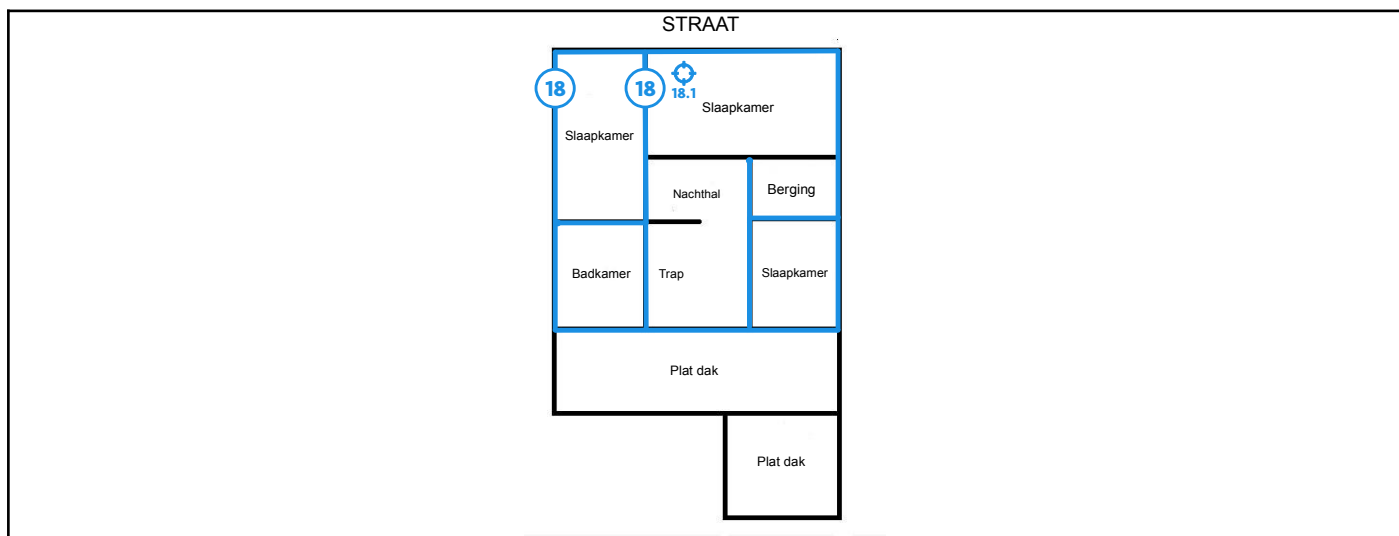 STRAAT
18
18
18.1
Slaapkamer
Slaapkamer
Nachthal
Berging
Badkamer
Trap
Slaapkamer
Plat dak
Plat dak